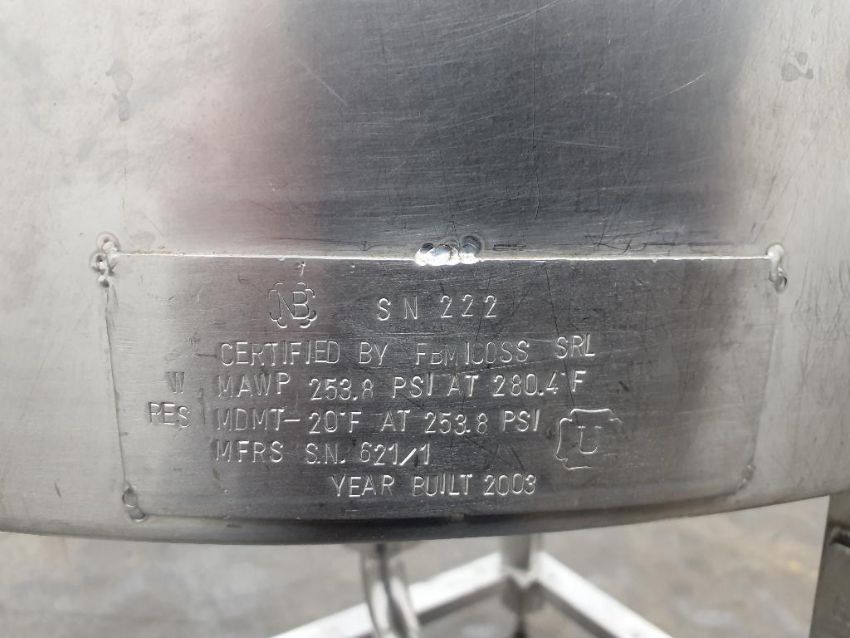 NB SN 222
CERTIFIED BY FBM ICOSS SRL
W MAWP 253.8 PSI AT 280.4°F
RES MDMT-20°F AT 253.8 PSI U
MFRS S.N. 621/1
YEAR BUILT 2003